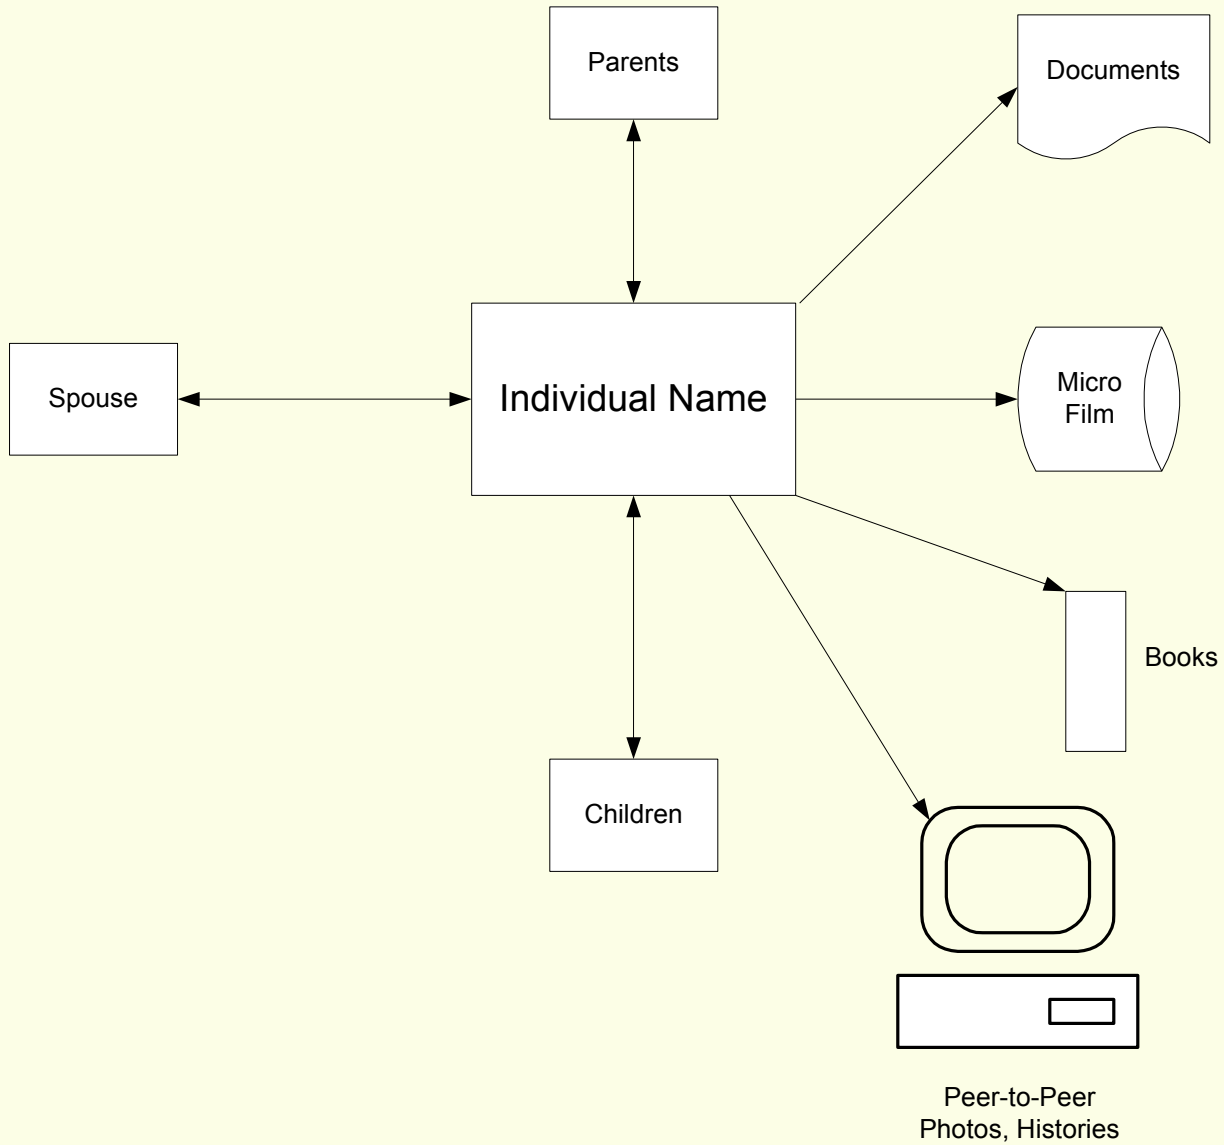 Parents
Documents
Spouse
Individual Name
Micro
Film
Books
Children
Peer-to-Peer
Photos, Histories